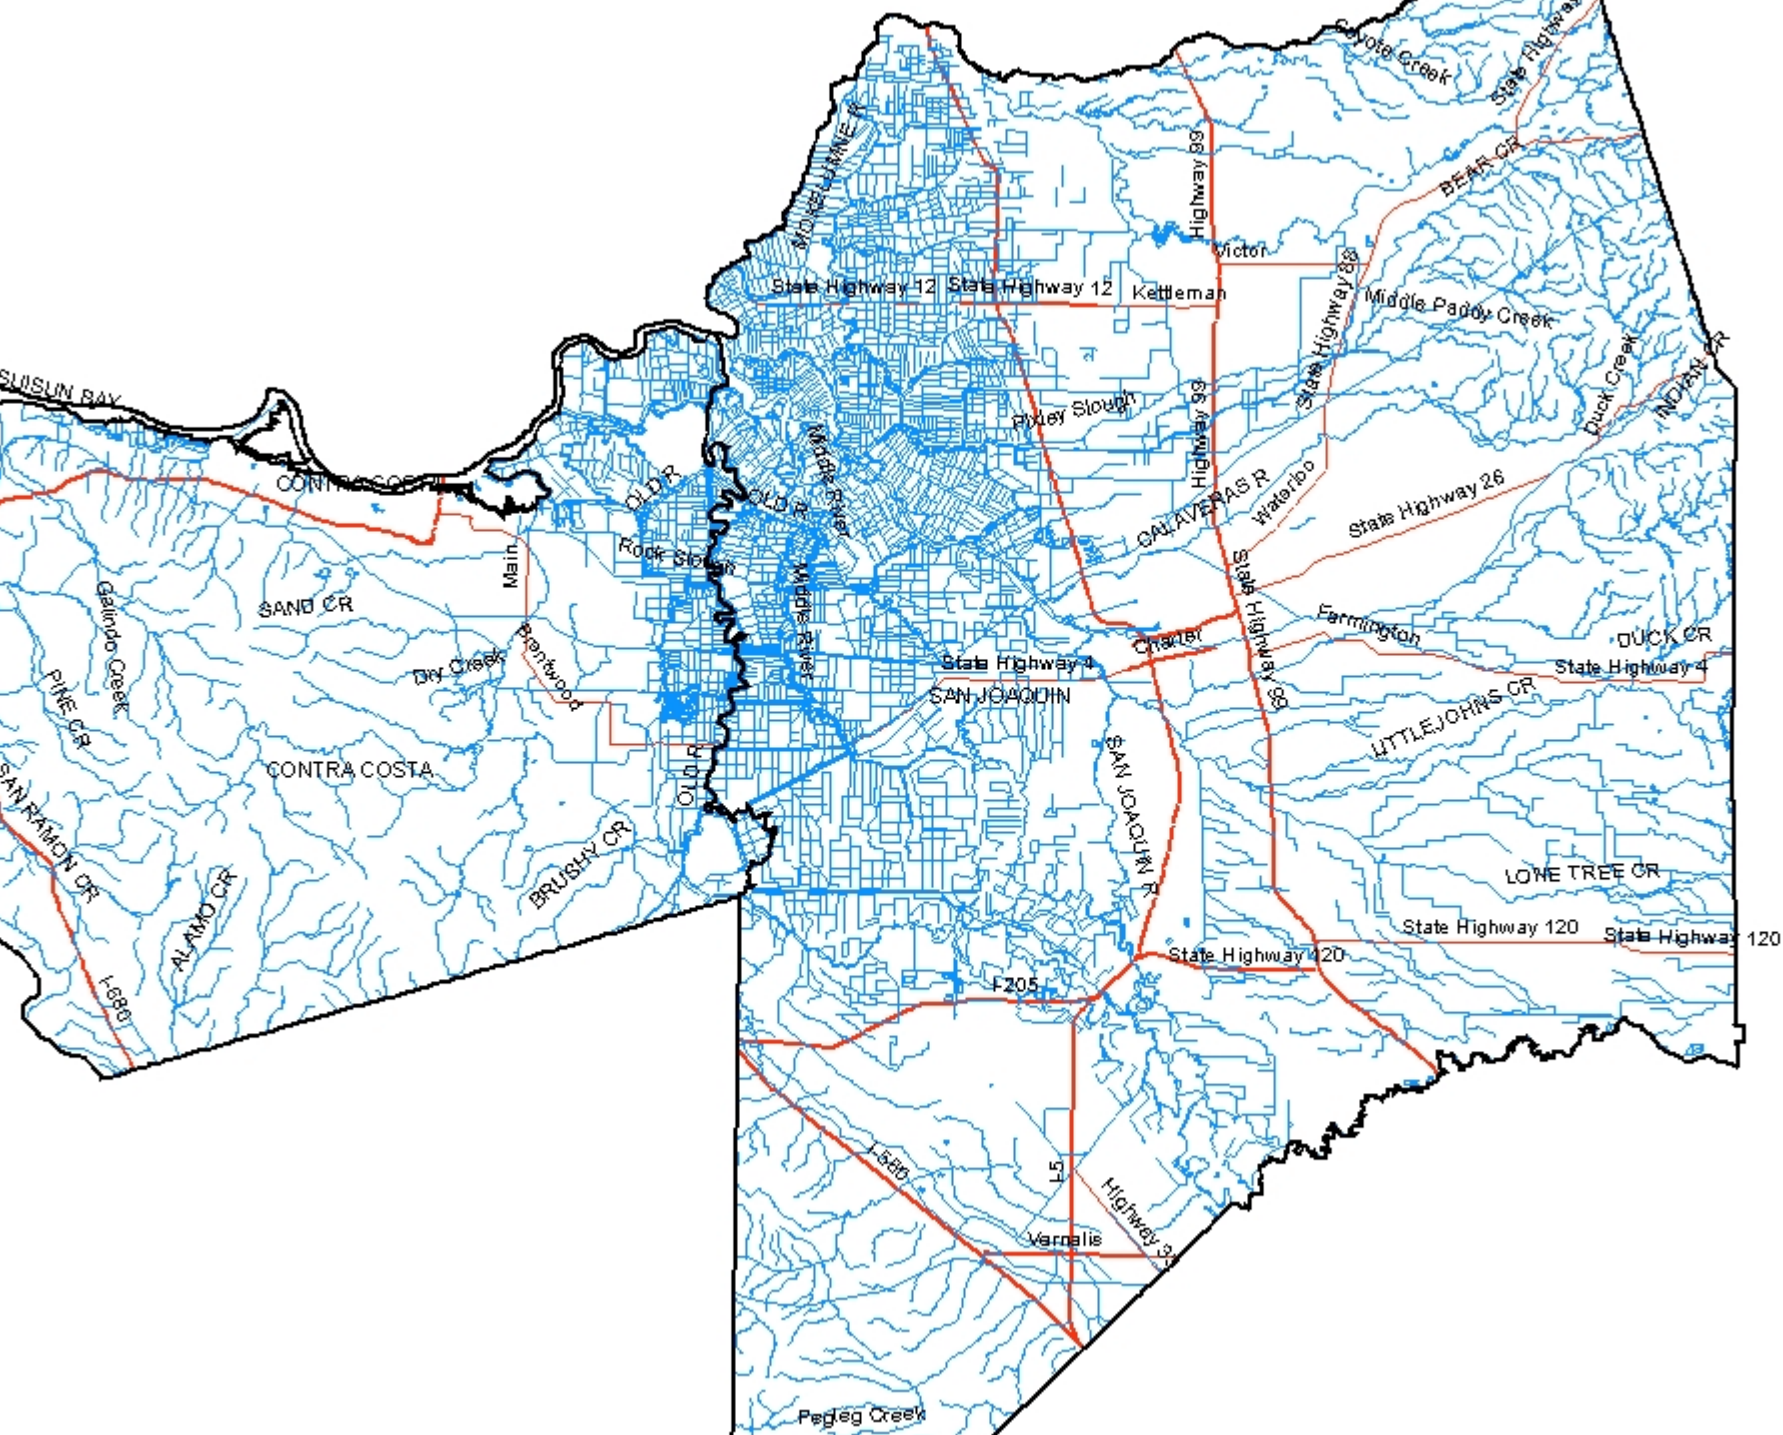 Coyote Creek
State Highway
MOKELUMNE R
Highway 99
BEAR CR
Victor
State Highway 12
State Highway 12
Kettleman
State Highway 88
Middle Paddy Creek
SUISUN BAY
Duck Creek
INDIAN CR
Pixley Slough
Highway 99
Middle River
CONTRA COSTA
OLD R
OLD R
CALAVERAS R
Waterloo
State Highway 26
Rock Slough
Main
Middle River
State Highway 99
Galindo Creek
SAND CR
Farmington
DUCK CR
Charter
Dry Creek
Brentwood
State Highway 4
State Highway 4
PINE CR
SAN JOAQUIN
LITTLEJOHNS CR
CONTRA COSTA
OLD R
SAN JOAQUIN R
SAN RAMON CR
BRUSHY CR
LONE TREE CR
ALAMO CR
State Highway 120
State Highway 120
State Highway 120
I-205
I-680
I-580
I-5
Highway 33
Vernalis
Pegleg Creek